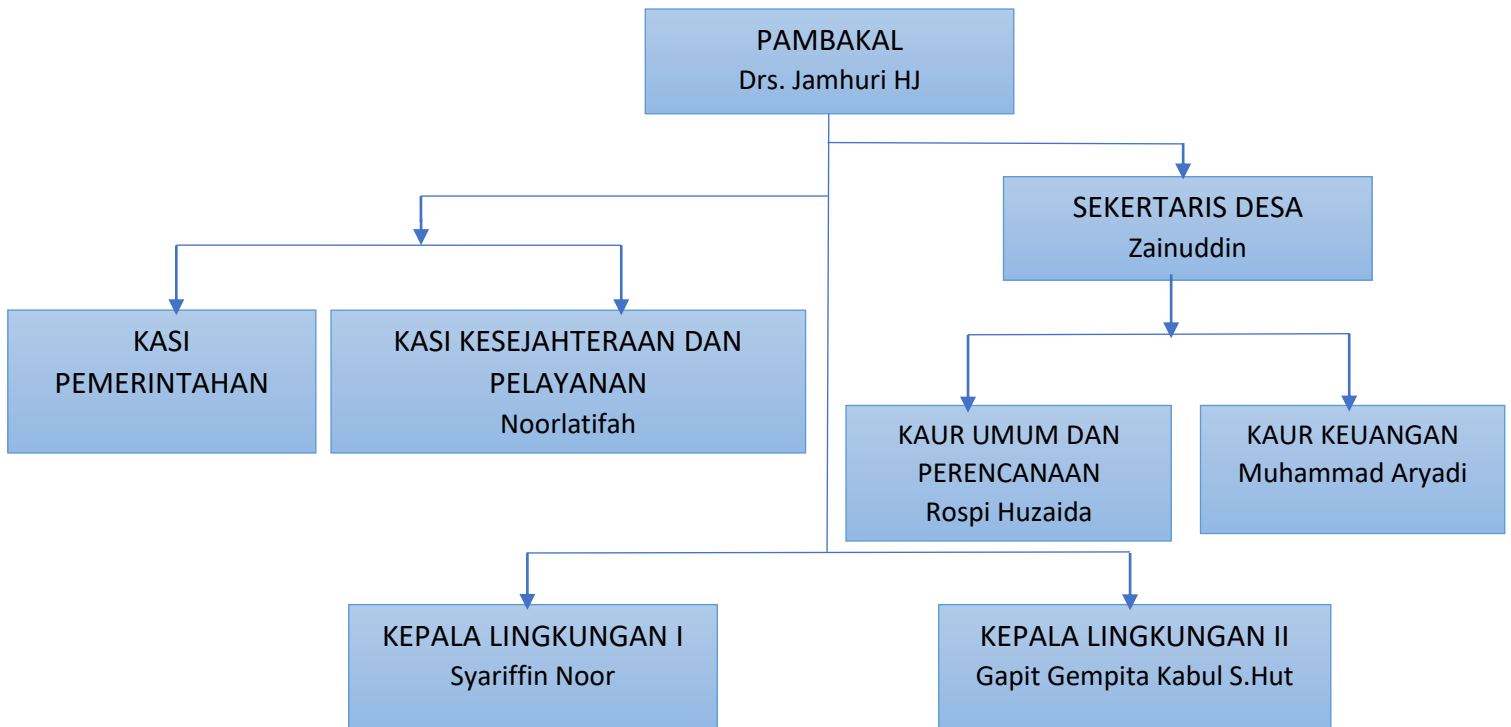 PAMBAKAL
Drs. Jamhuri HJ
SEKERTARIS DESA
Zainuddin
KASI
PEMERINTAHAN
KASI KESEJAHTERAAN DAN
PELAYANAN
Noorlatifah
KAUR UMUM DAN
PERENCANAAN
Rospi Huzaida
KAUR KEUANGAN
Muhammad Aryadi
KEPALA LINGKUNGAN I
Syariffin Noor
KEPALA LINGKUNGAN II
Gapit Gempita Kabul S.Hut